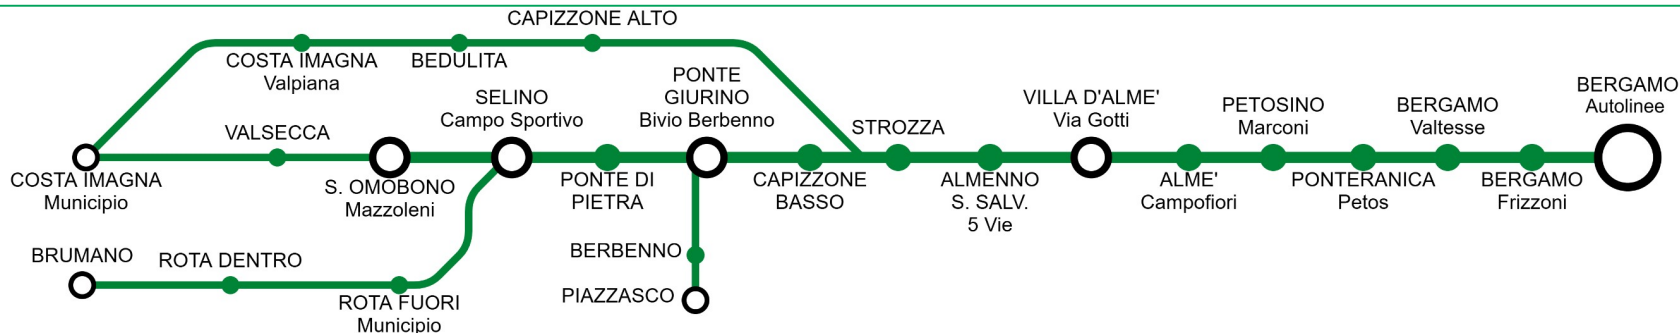 CAPIZZONE ALTO
COSTA IMAGNA
Valpiana
BEDULITA
PONTE
GIURINO
Bivio Berbenno
SELINO
Campo Sportivo
VALSECCA
STROZZA
VILLA D'ALME'
Via Gotti
PETOSINO
Marconi
BERGAMO
Valtesse
BERGAMO
Autolinee
COSTA IMAGNA
Municipio
S. OMOBONO
Mazzoleni
PONTE DI
PIETRA
CAPIZZONE
BASSO
ALMENNO
S. SALV.
5 Vie
ALME'
Campofiori
PONTERANICA
Petos
BERGAMO
Frizzoni
BRUMANO
ROTA DENTRO
ROTA FUORI
Municipio
BERBENNO
PIAZZASCO